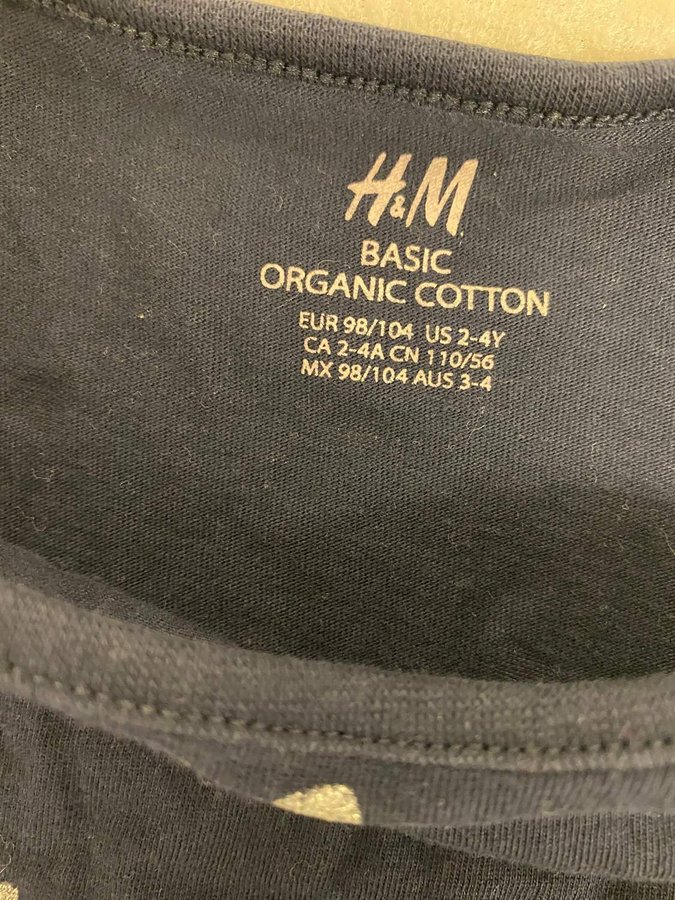 H&M
BASIC
ORGANIC COTTON
EUR 98/104 US 2-4Y
CA 2-4A CN 110/56
MX 98/104 AUS 3-4